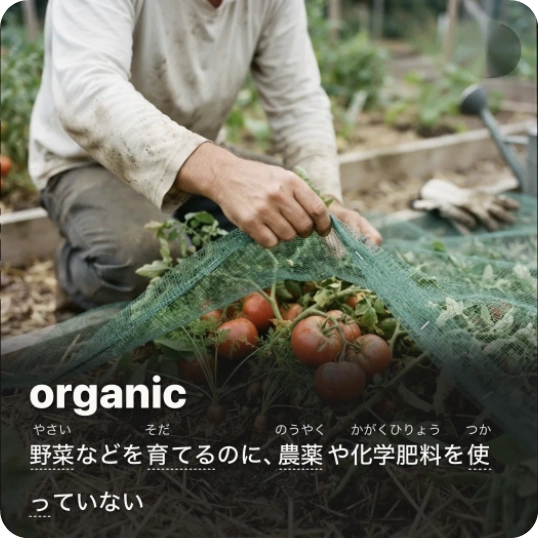 organic
やさい そだ のうやく かがくひりょう つか
野菜などを育てるのに、農薬や化学肥料を使
っていない